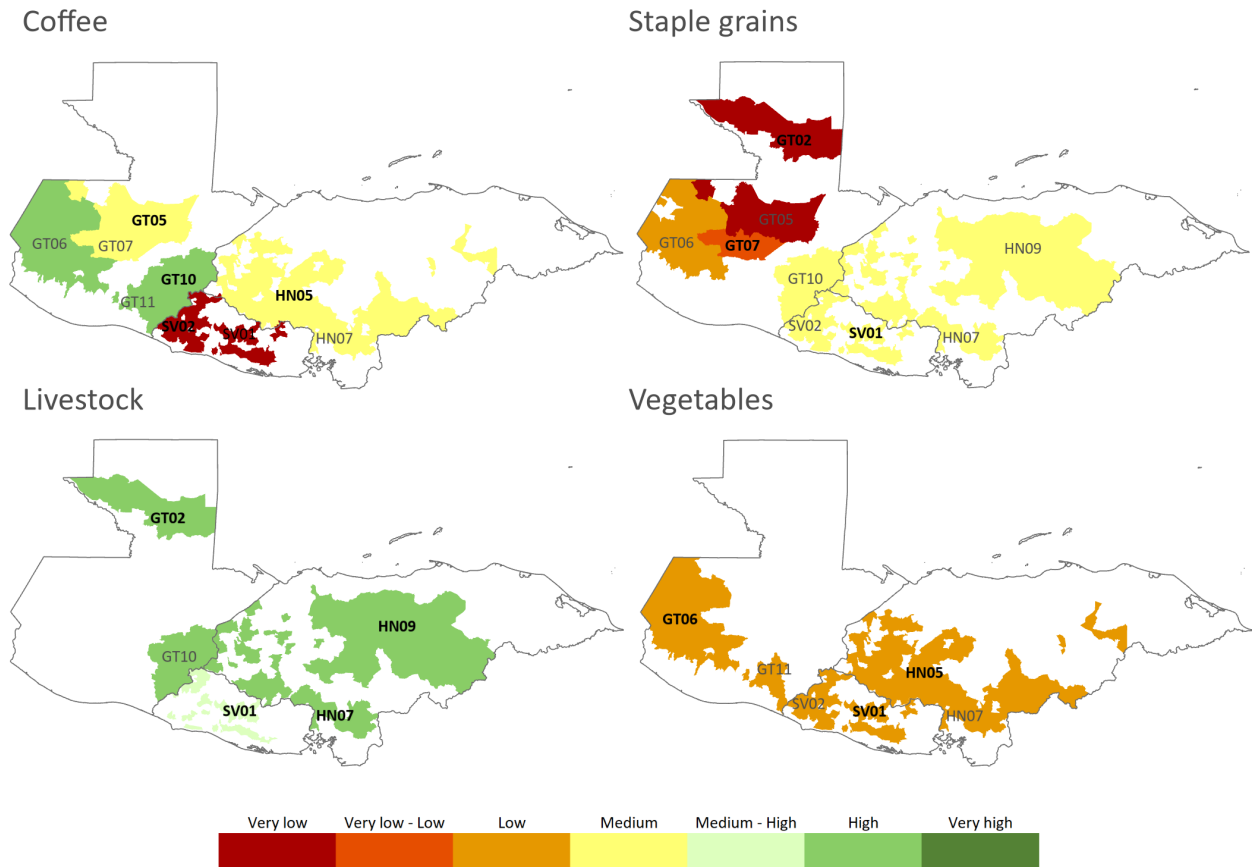 Coffee
Staple grains
GT05
GT06
GT07
GT10
GT11
HN05
SV02
SV01
HN07
GT02
GT05
GT06
GT07
HN09
GT10
SV02
SV01
HN07
Livestock
Vegetables
GT02
HN09
GT10
SV01
HN07
GT06
GT11
HN05
SV02
SV01
HN07
Very low
Very low - Low
Low
Medium
Medium - High
High
Very high